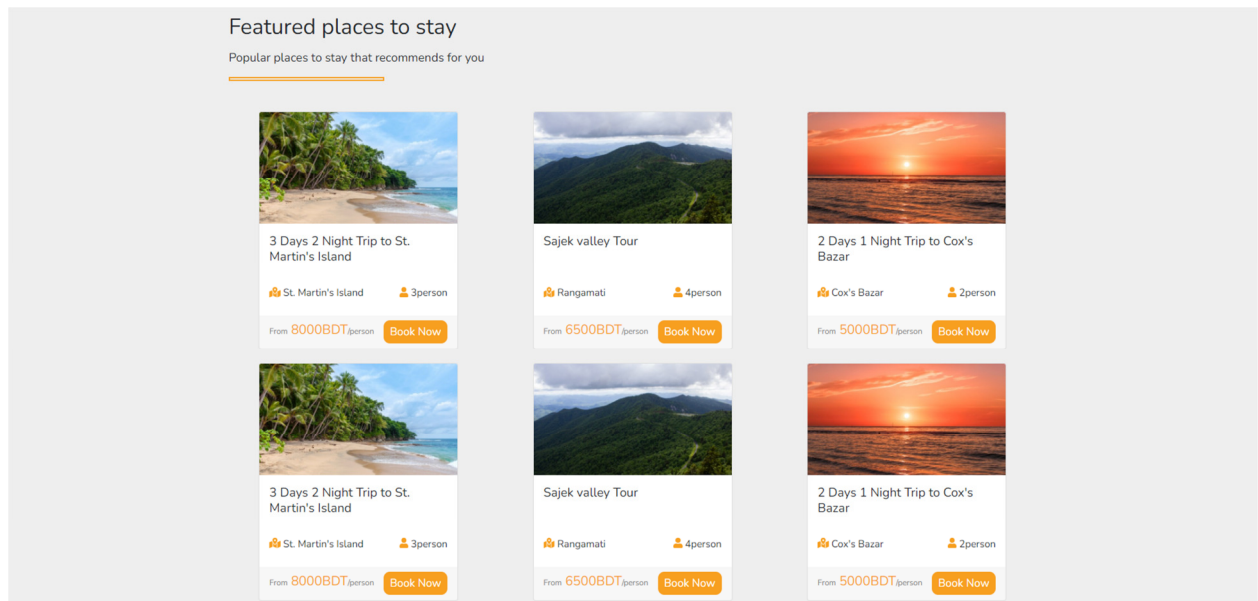 Featured places to stay
Popular places to stay that recommends for you
3 Days 2 Night Trip to St.
Martin's Island
St. Martin's Island 3person
From 8000BDT/person Book Now
Sajek valley Tour
Rangamati 4person
From 6500BDT/person Book Now
2 Days 1 Night Trip to Cox's
Bazar
Cox's Bazar 2person
From 5000BDT/person Book Now
3 Days 2 Night Trip to St.
Martin's Island
St. Martin's Island 3person
From 8000BDT/person Book Now
Sajek valley Tour
Rangamati 4person
From 6500BDT/person Book Now
2 Days 1 Night Trip to Cox's
Bazar
Cox's Bazar 2person
From 5000BDT/person Book Now